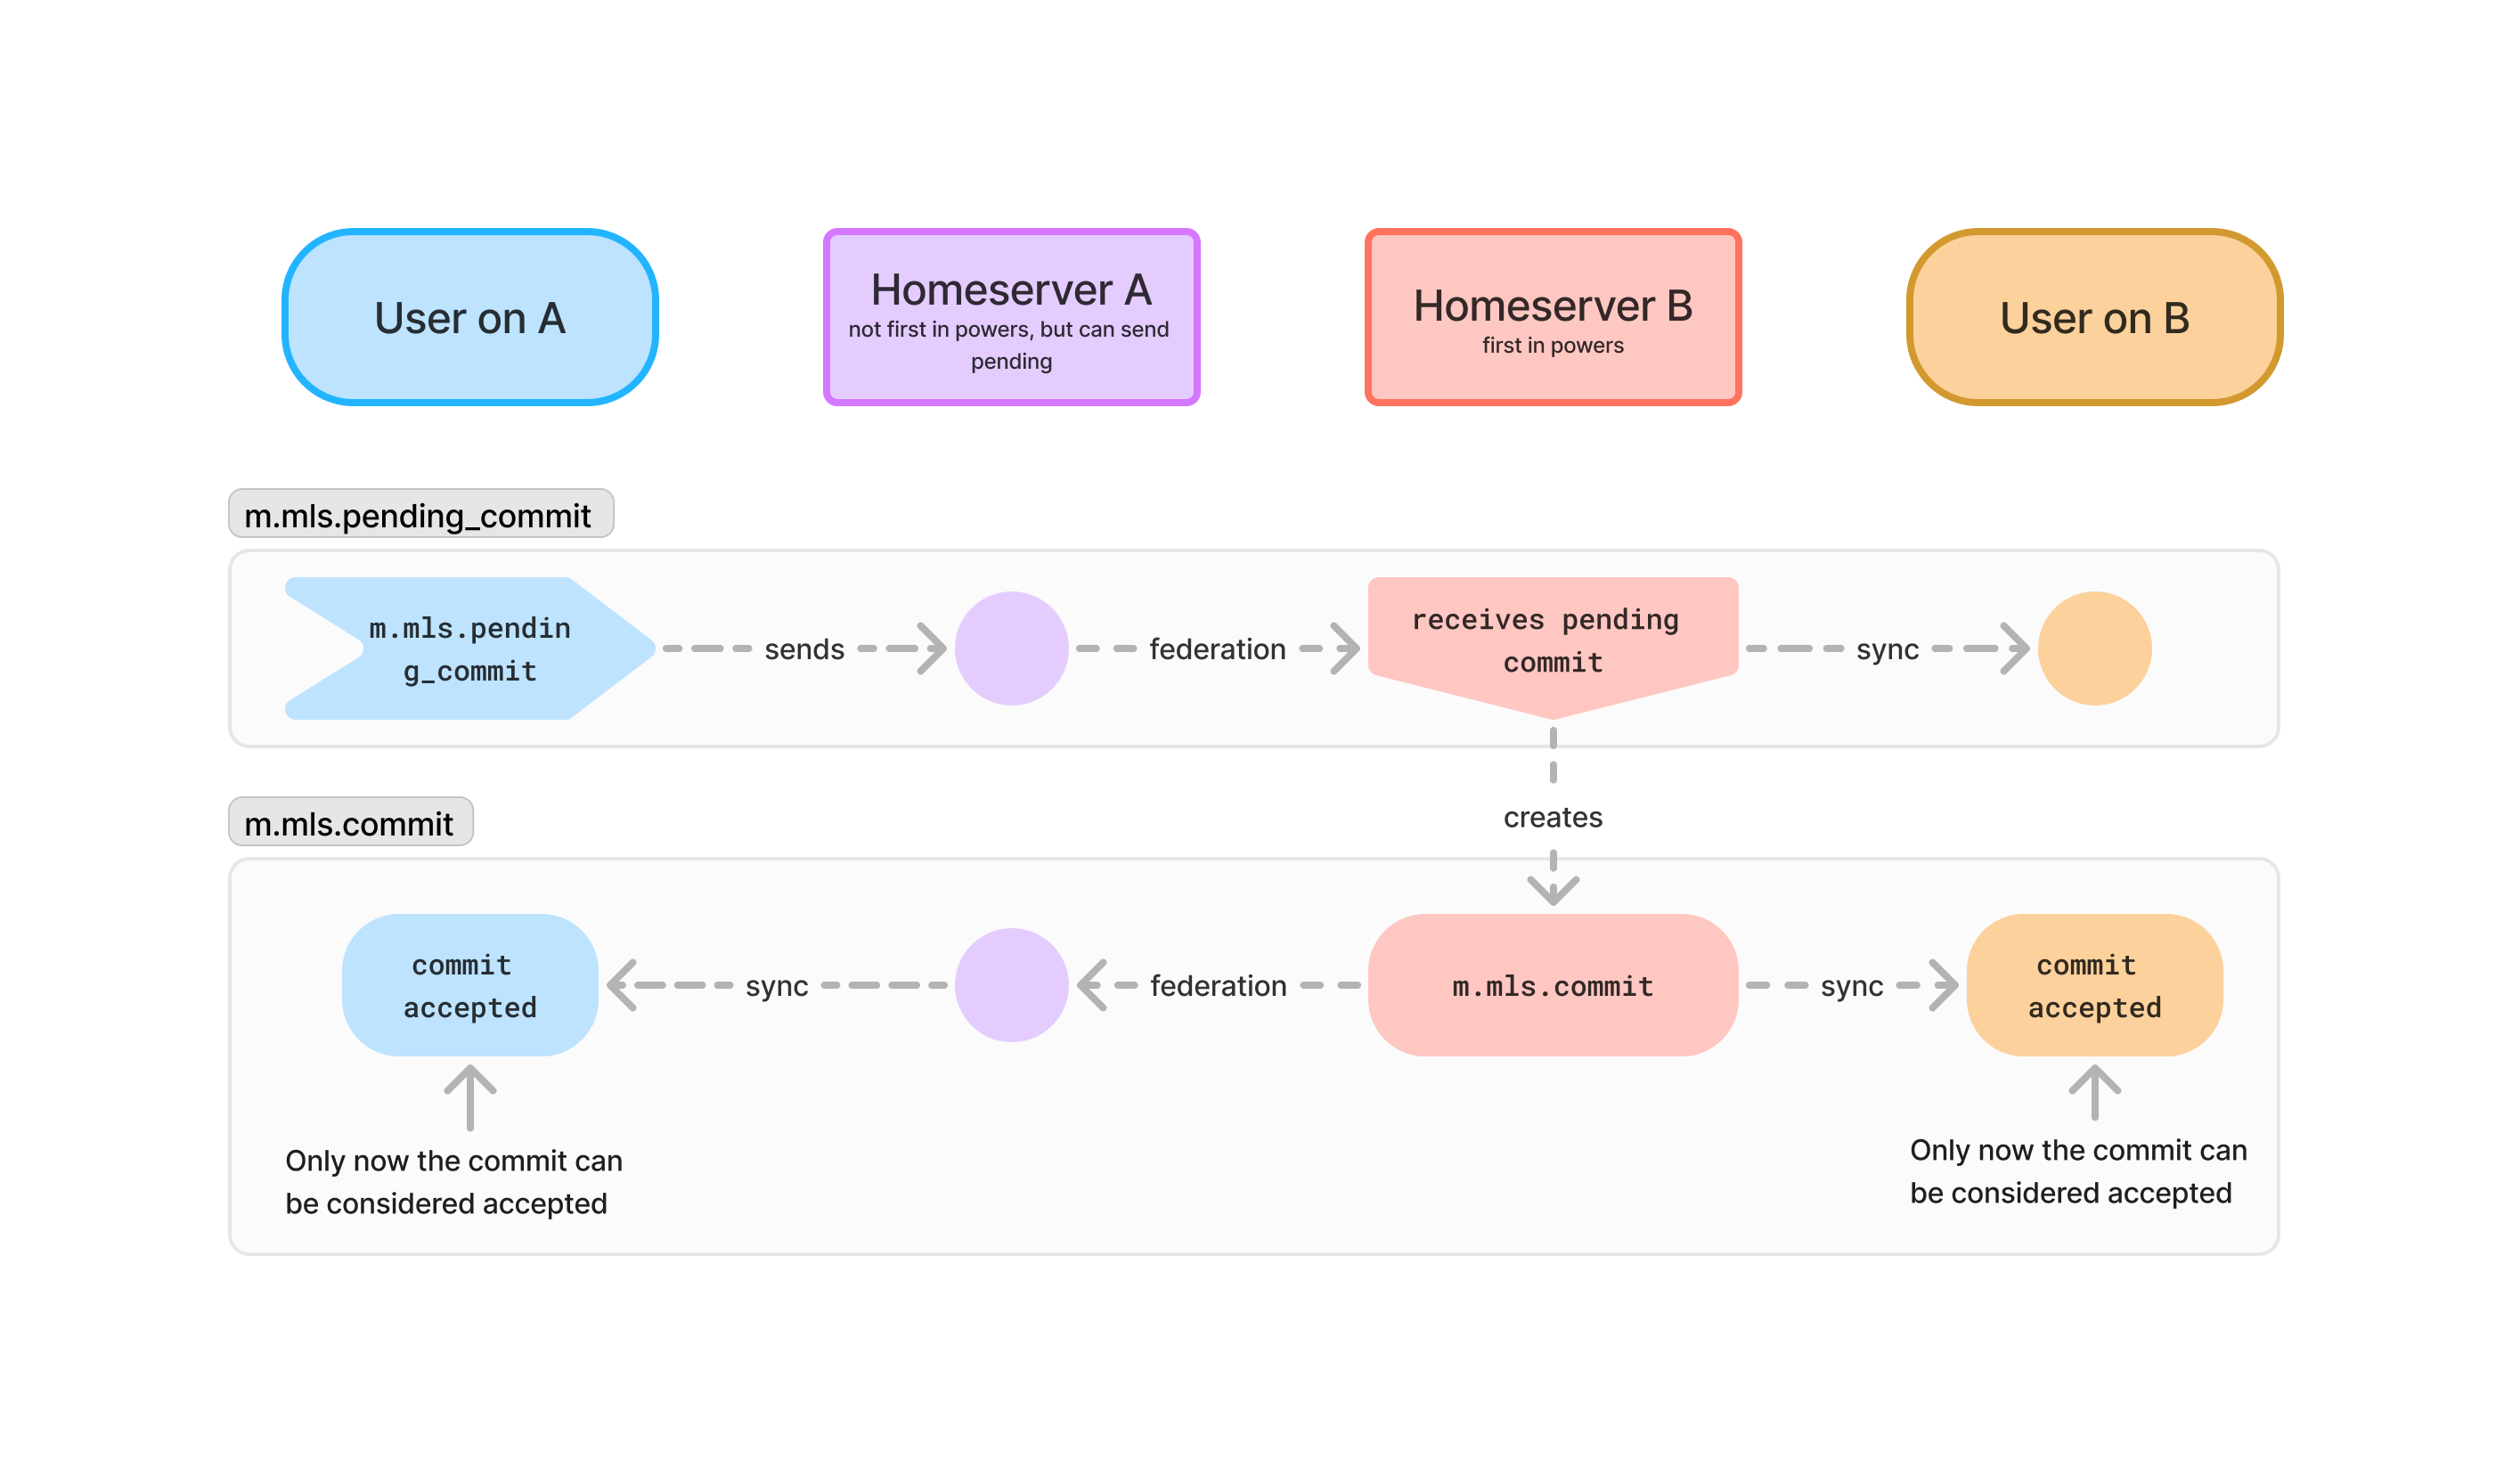 User on A
Homeserver A
not first in powers, but can send
pending
Homeserver B
first in powers
User on B
m.mls.pending_commit
m.mls.pendin
g_commit
sends
federation
receives pending
commit
sync
creates
m.mls.commit
commit
accepted
sync
federation
m.mls.commit
sync
commit
accepted
Only now the commit can
be considered accepted
Only now the commit can
be considered accepted